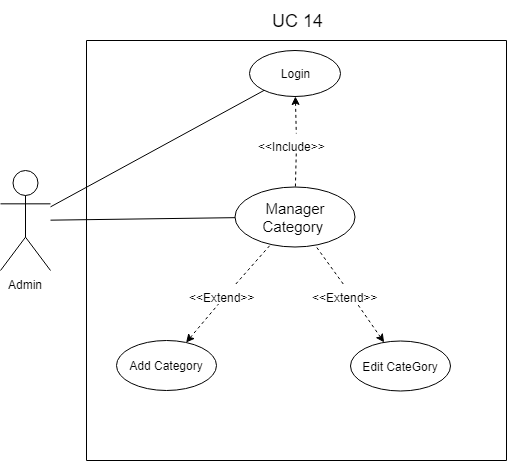 UC 14
Login
<<Include>>
Manager
Category
Admin
<<Extend>>
<<Extend>>
Add Category
Edit CateGory